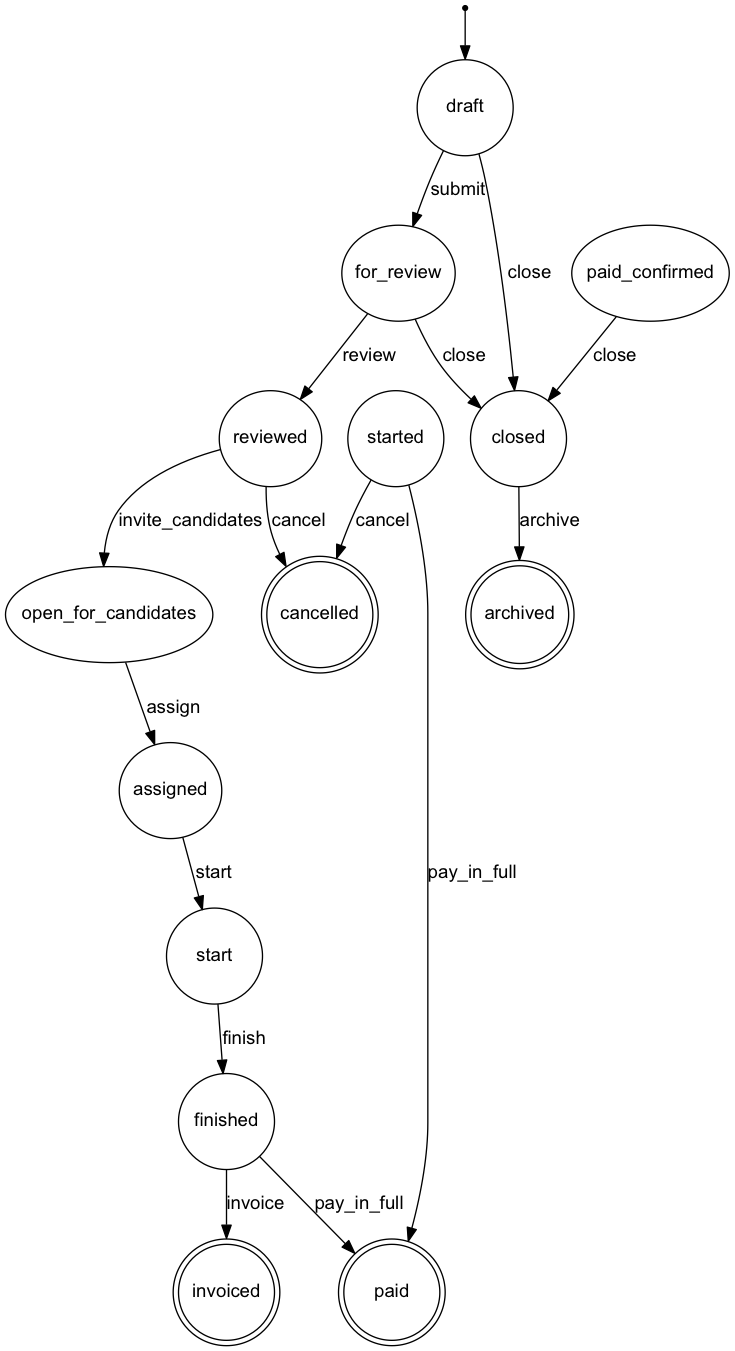 draft
submit
for_review
close
paid_confirmed
review
close
close
reviewed
started
closed
invite_candidates
cancel
cancel
archive
open_for_candidates
cancelled
archived
assign
assigned
start
pay_in_full
start
finish
finished
invoice
pay_in_full
invoiced
paid